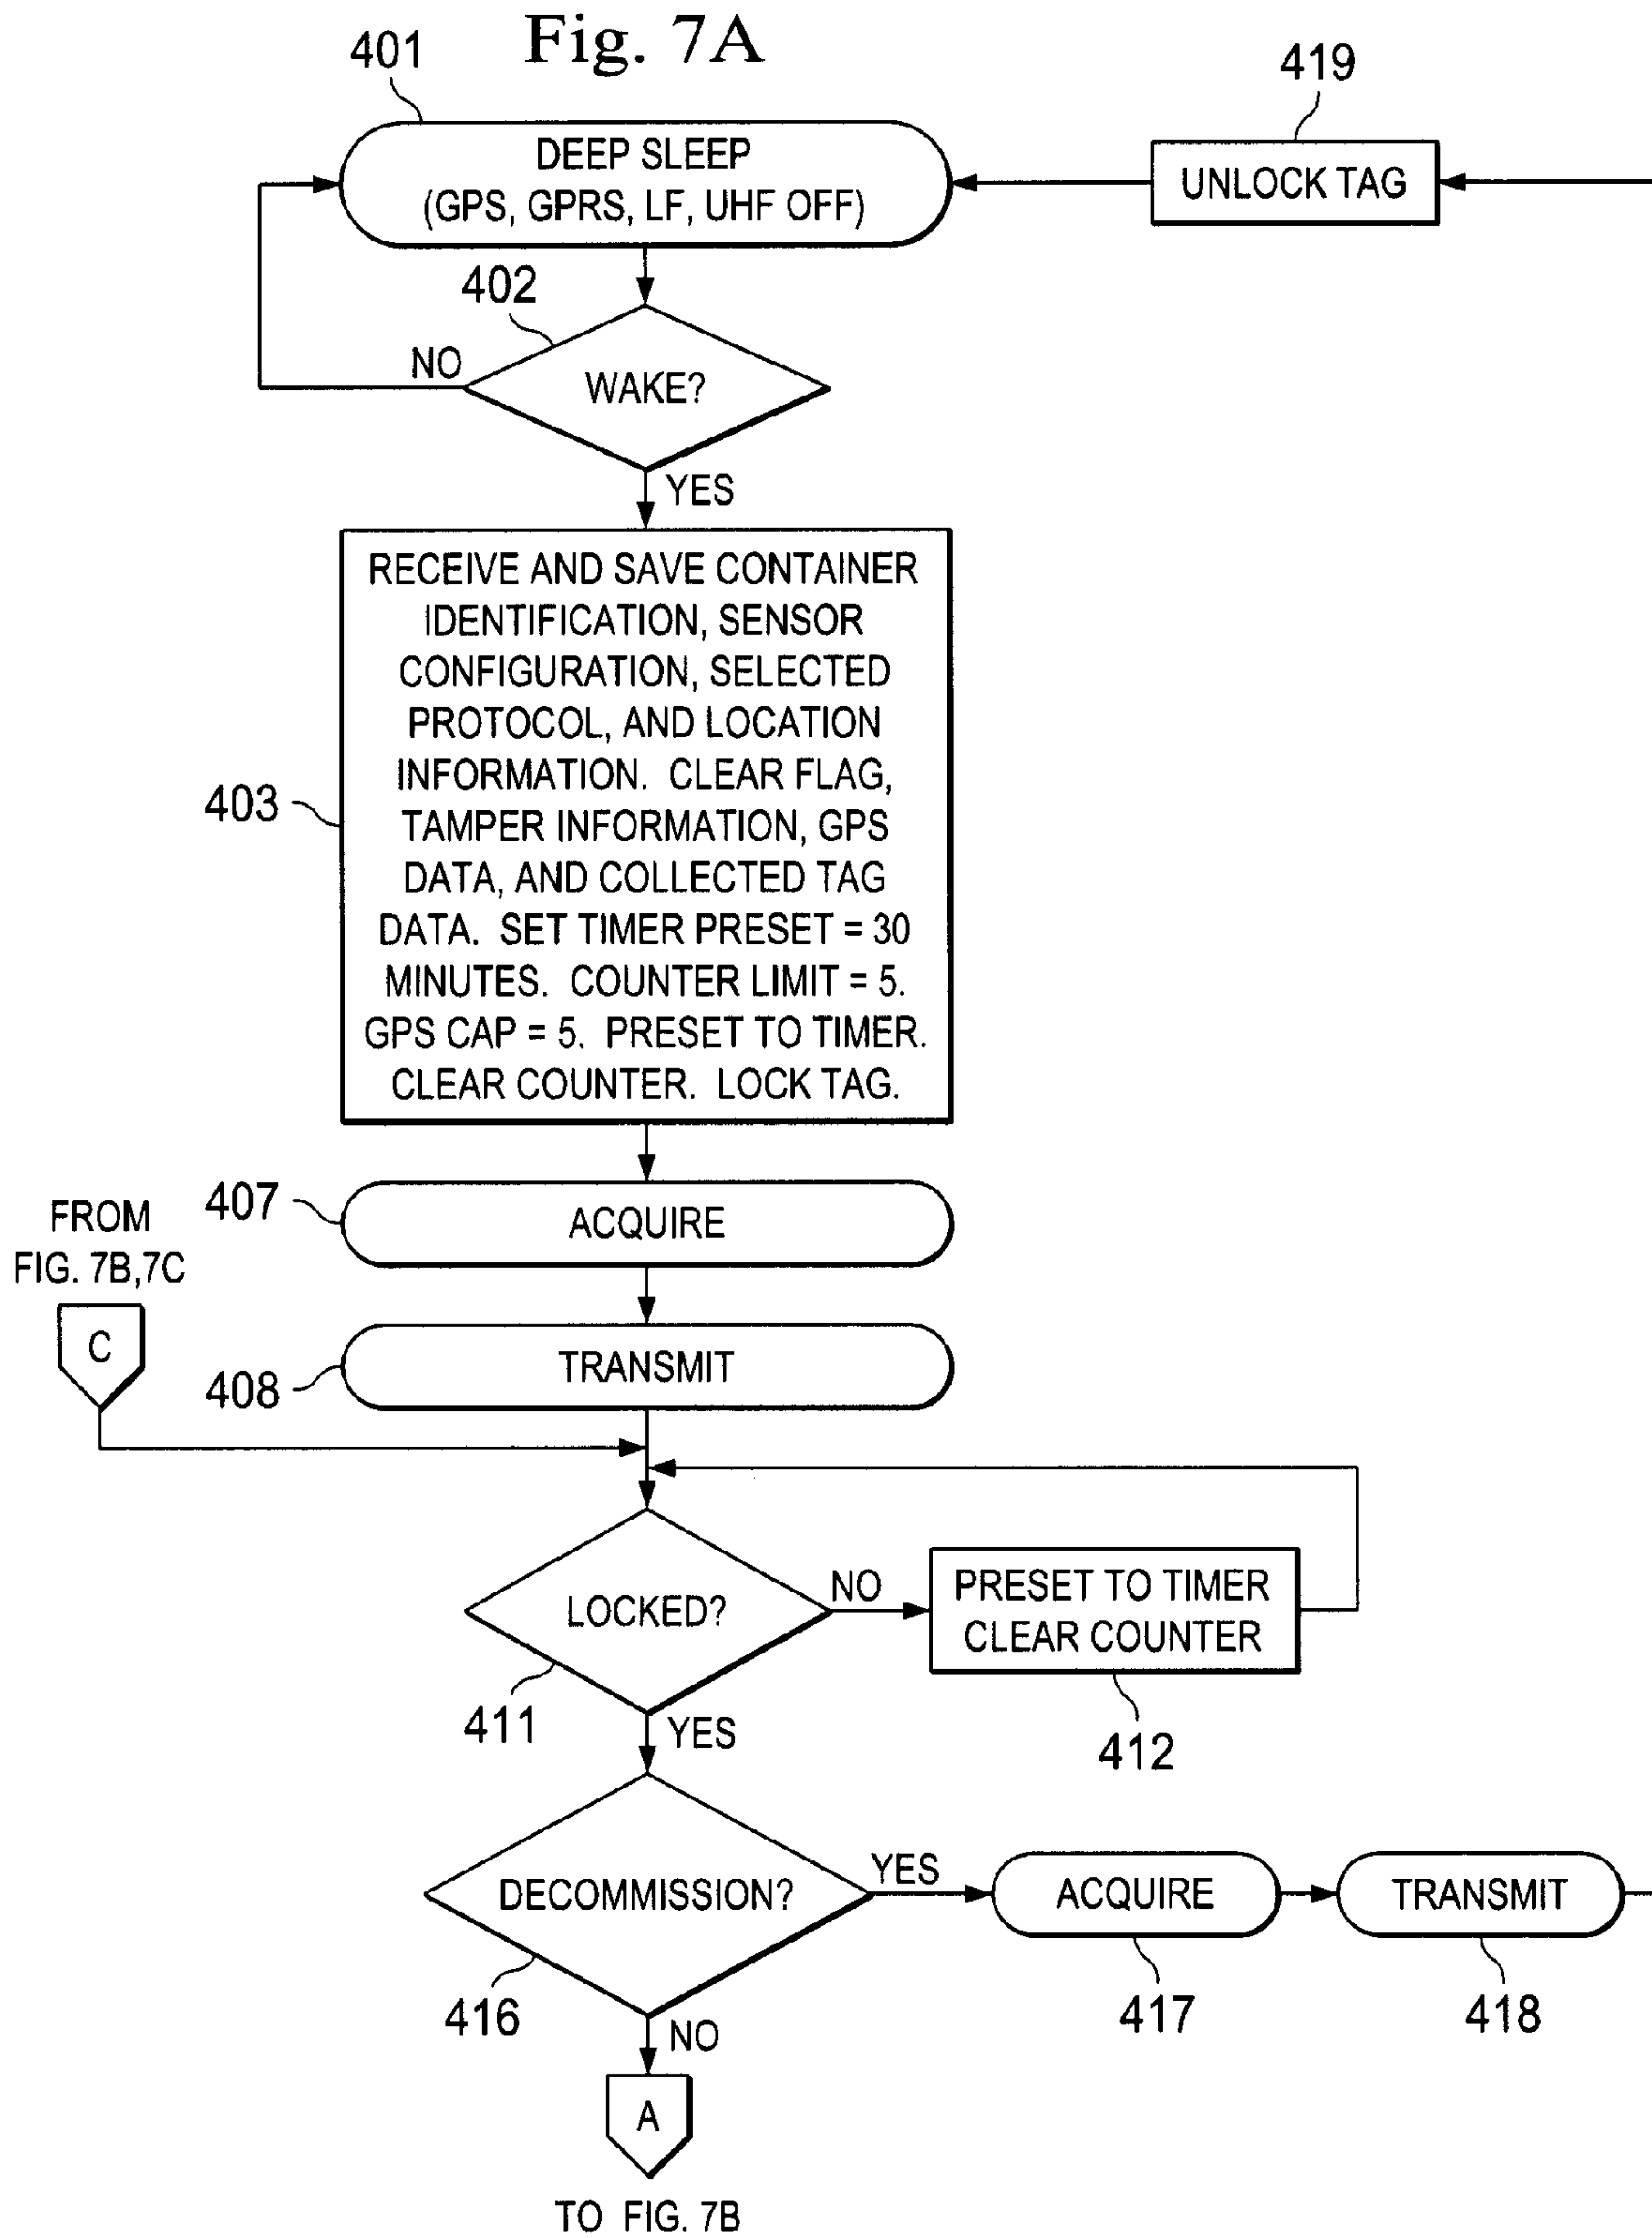 Fig. 7A
401
419
DEEP SLEEP
(GPS, GPRS, LF, UHF OFF)
UNLOCK TAG
402
NO
WAKE?
YES
RECEIVE AND SAVE CONTAINER
IDENTIFICATION, SENSOR
CONFIGURATION, SELECTED
PROTOCOL, AND LOCATION
INFORMATION. CLEAR FLAG,
TAMPER INFORMATION, GPS
DATA, AND COLLECTED TAG
DATA. SET TIMER PRESET = 30
MINUTES. COUNTER LIMIT = 5.
GPS CAP = 5. PRESET TO TIMER.
CLEAR COUNTER. LOCK TAG.
403
407
ACQUIRE
FROM
FIG. 7B,7C
C
408
TRANSMIT
LOCKED?
NO
PRESET TO TIMER
CLEAR COUNTER
411
YES
412
DECOMMISSION?
YES
ACQUIRE
TRANSMIT
416
417
418
NO
A
TO FIG. 7B